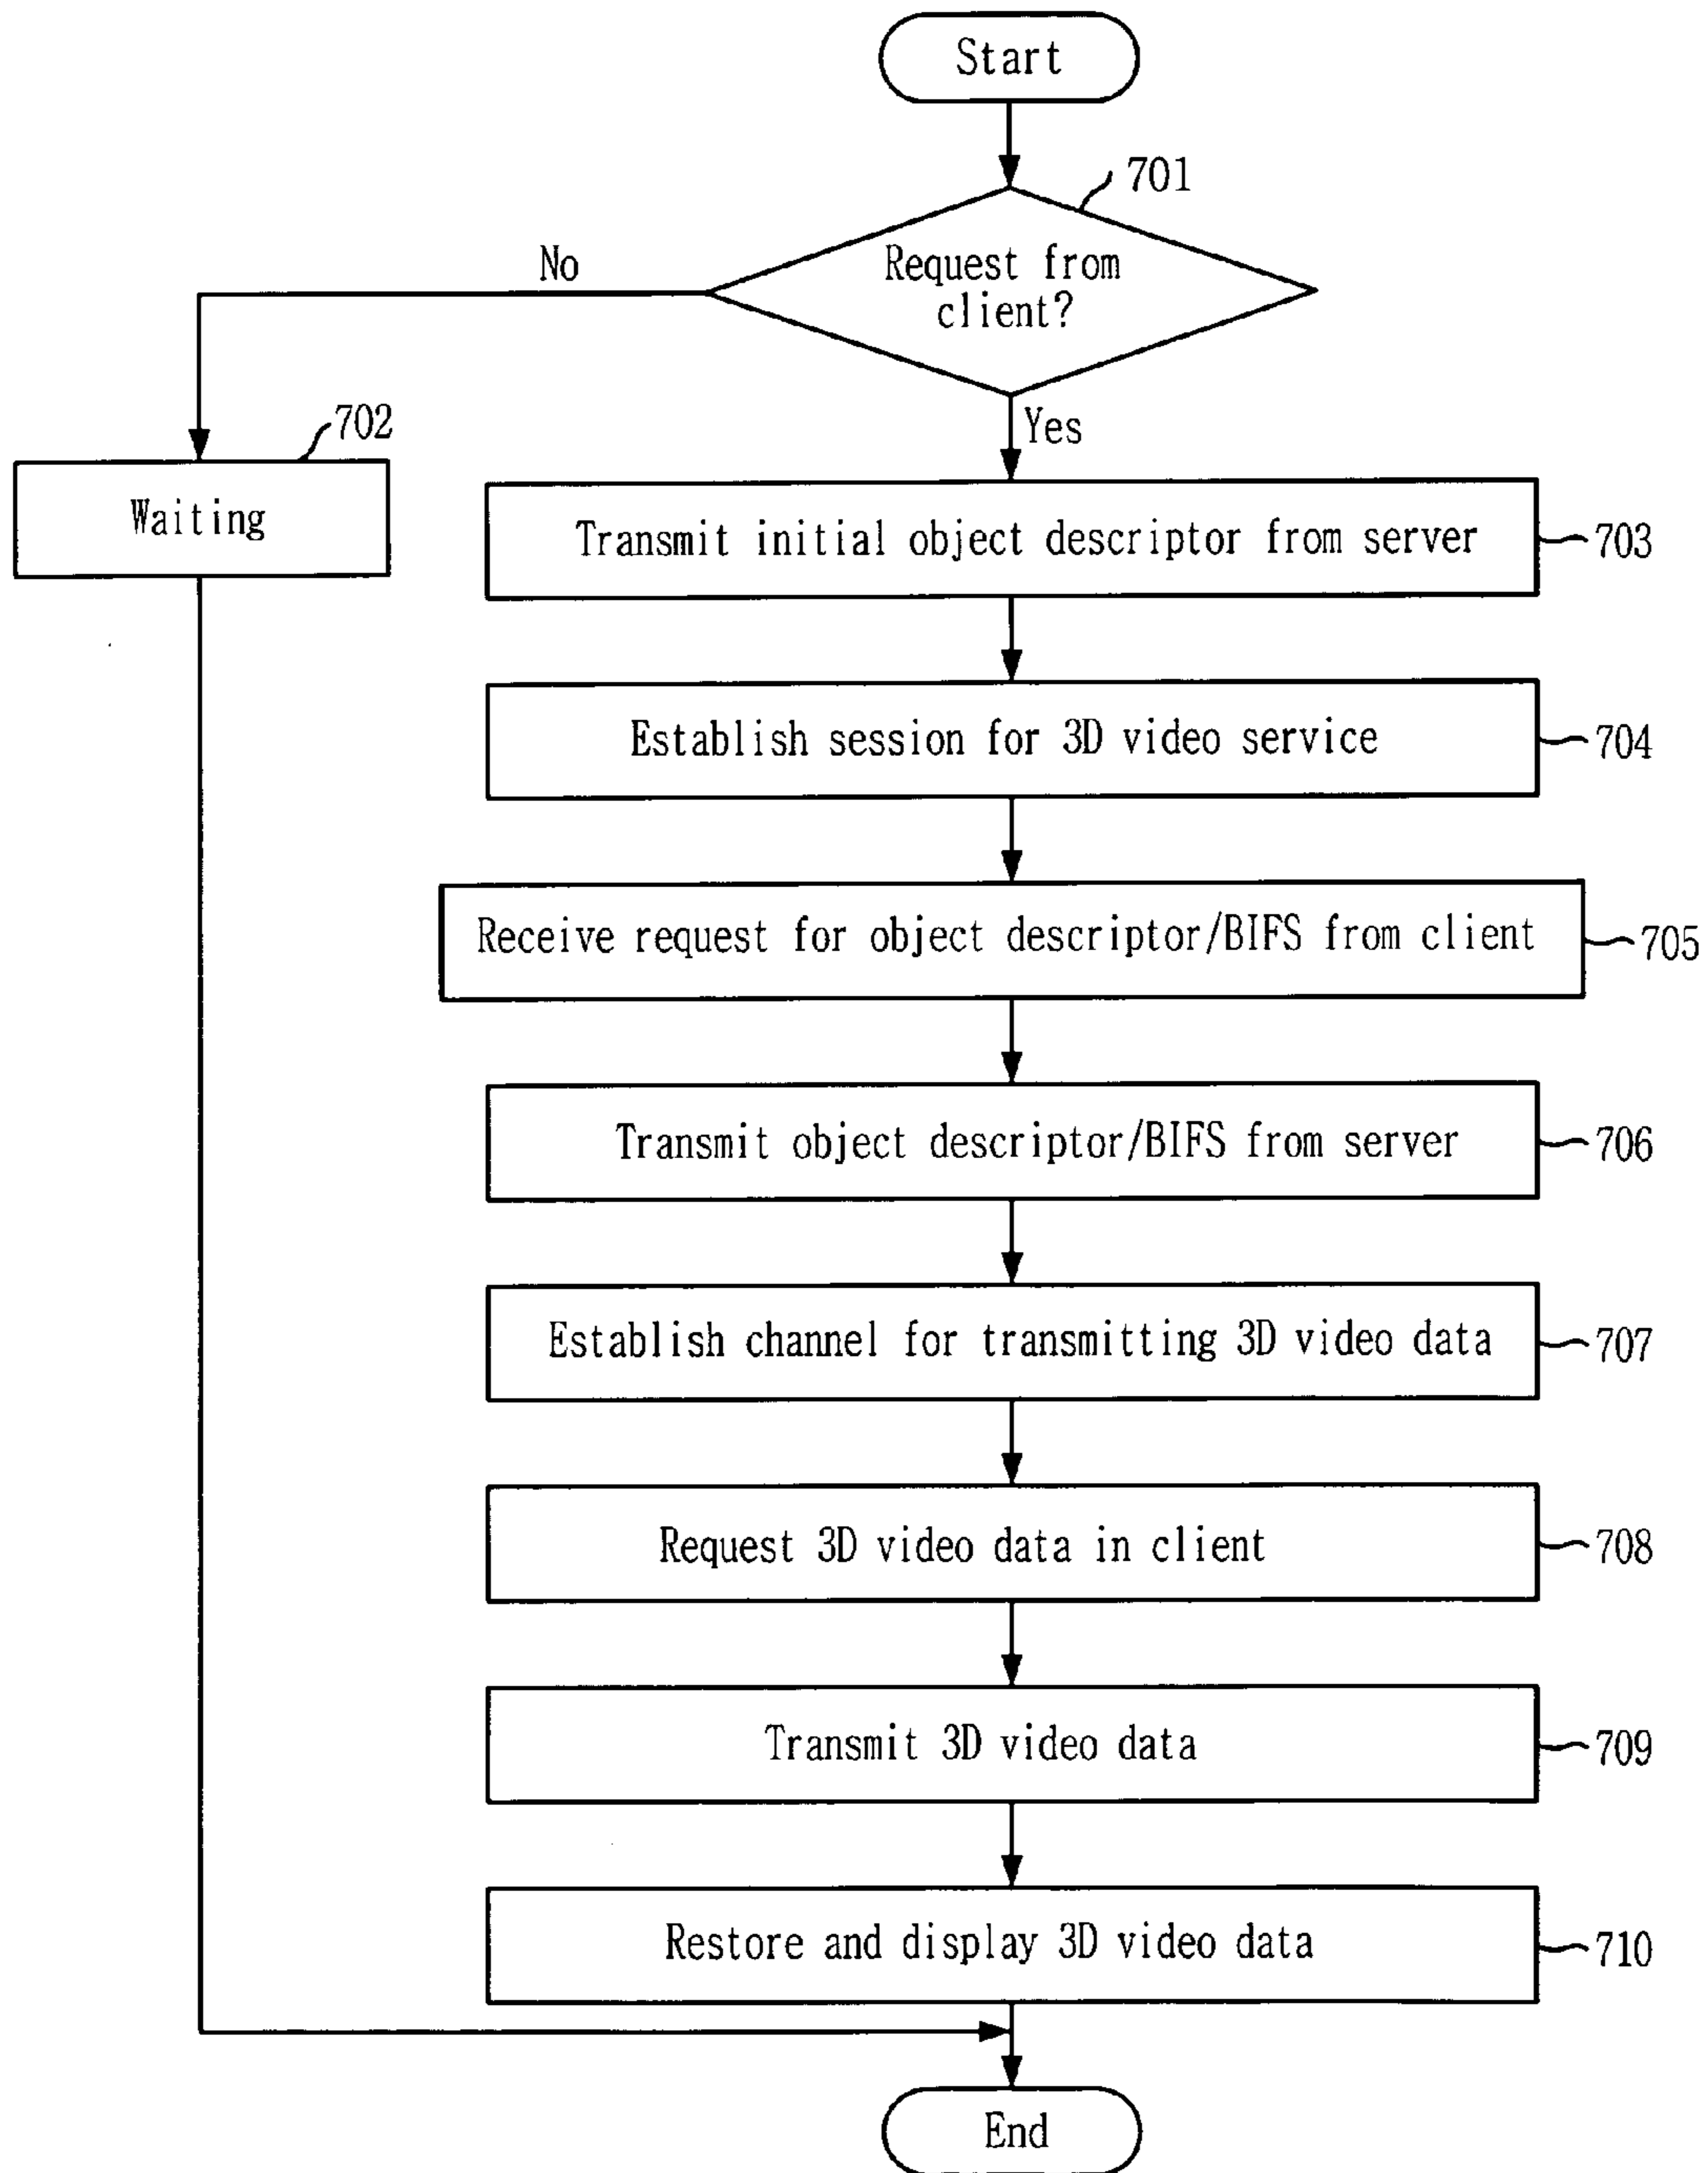 Start
701
Request from
client?
No
Yes
702
Waiting
Transmit initial object descriptor from server
703
Establish session for 3D video service
704
Receive request for object descriptor/BIFS from client
705
Transmit object descriptor/BIFS from server
706
Establish channel for transmitting 3D video data
707
Request 3D video data in client
708
Transmit 3D video data
709
Restore and display 3D video data
710
End